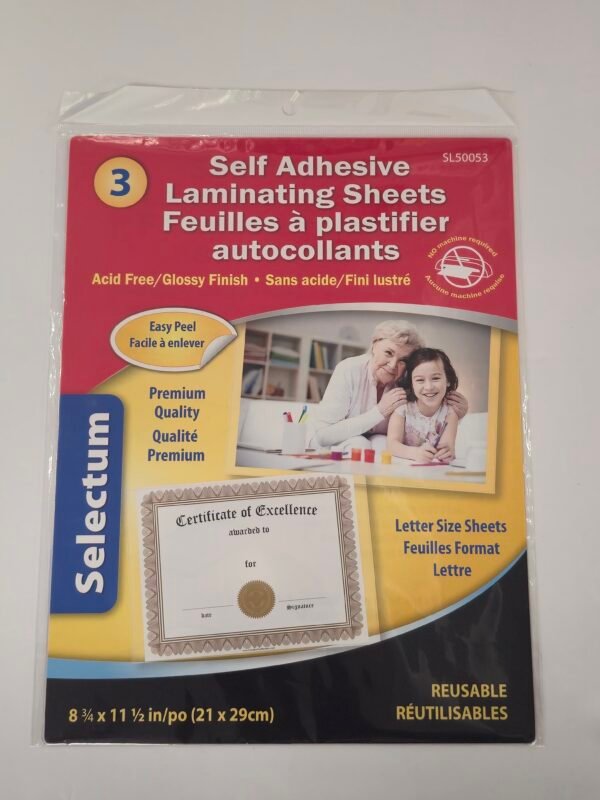 3
Self Adhesive
Laminating Sheets
Feuilles à plastifier
autocollants
SL50053
NO machine required
Aucune machine requise
Acid Free/Glossy Finish • Sans acide/Fini lustré
Easy Peel
Facile à enlever
Premium
Quality
Qualité
Premium
Selectum
Certificate of Excellence
awarded to
for
date
Signature
Letter Size Sheets
Feuilles Format
Lettre
REUSABLE
RÉUTILISABLES
8 ¾ x 11 ½ in/po (21 x 29cm)